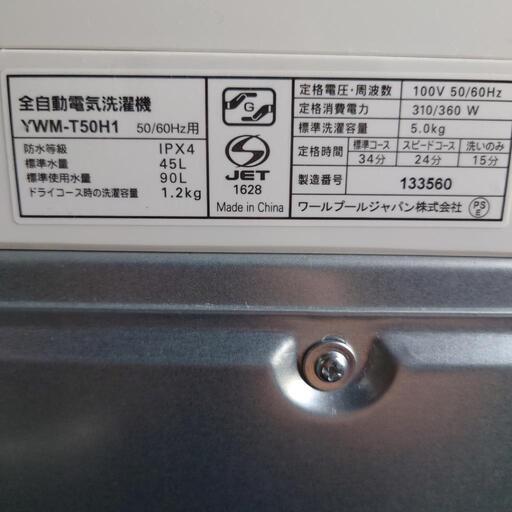 全自動電気洗濯機
YWM-T50H1 50/60Hz用
防水等級 IPX4
標準水量 45L
標準使用水量 90L
ドライコース時の洗濯容量 1.2kg
G
S
JET
1628
Made in China
定格電圧・周波数 100V 50/60Hz
定格消費電力 310/360 W
標準洗濯容量 5.0kg
定格時間 標準コース スピードコース 洗いのみ
34分 24分 15分
製造番号 133560
ワールプールジャパン株式会社 PSE